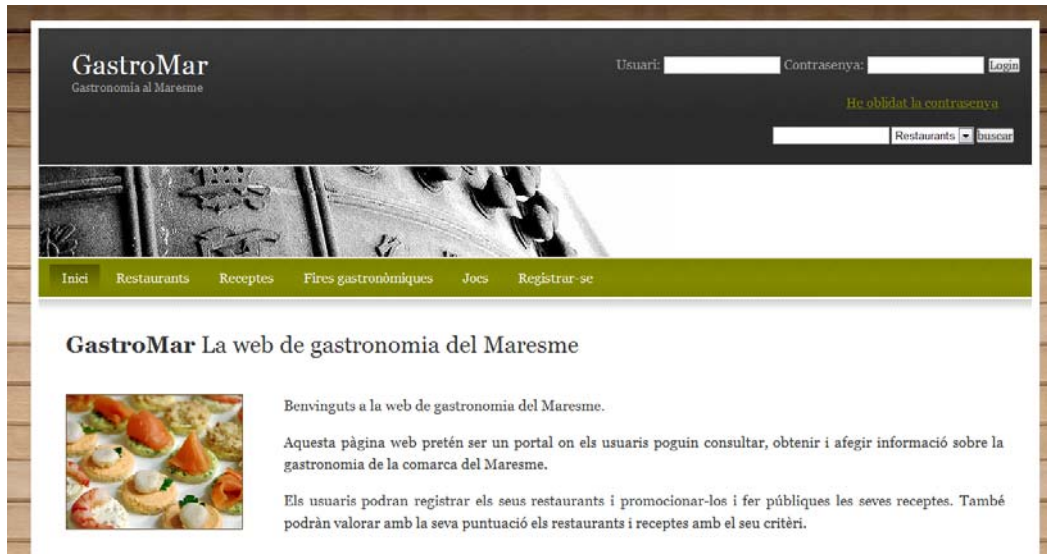 GastroMar
Gastronomia al Maresme
Usuari: Contrasenya: Login
He oblidat la contrasenya
Restaurants buscar
Inici Restaurants Receptes Fires gastronòmiques Jocs Registrar-se
GastroMar La web de gastronomia del Maresme
Benvinguts a la web de gastronomia del Maresme.
Aquesta pàgina web pretén ser un portal on els usuaris poguin consultar, obtenir i afegir informació sobre la
gastronomia de la comarca del Maresme.
Els usuaris podran registrar els seus restaurants i promocionar-los i fer públiques les seves receptes. També
podràn valorar amb la seva puntuació els restaurants i receptes amb el seu critèri.